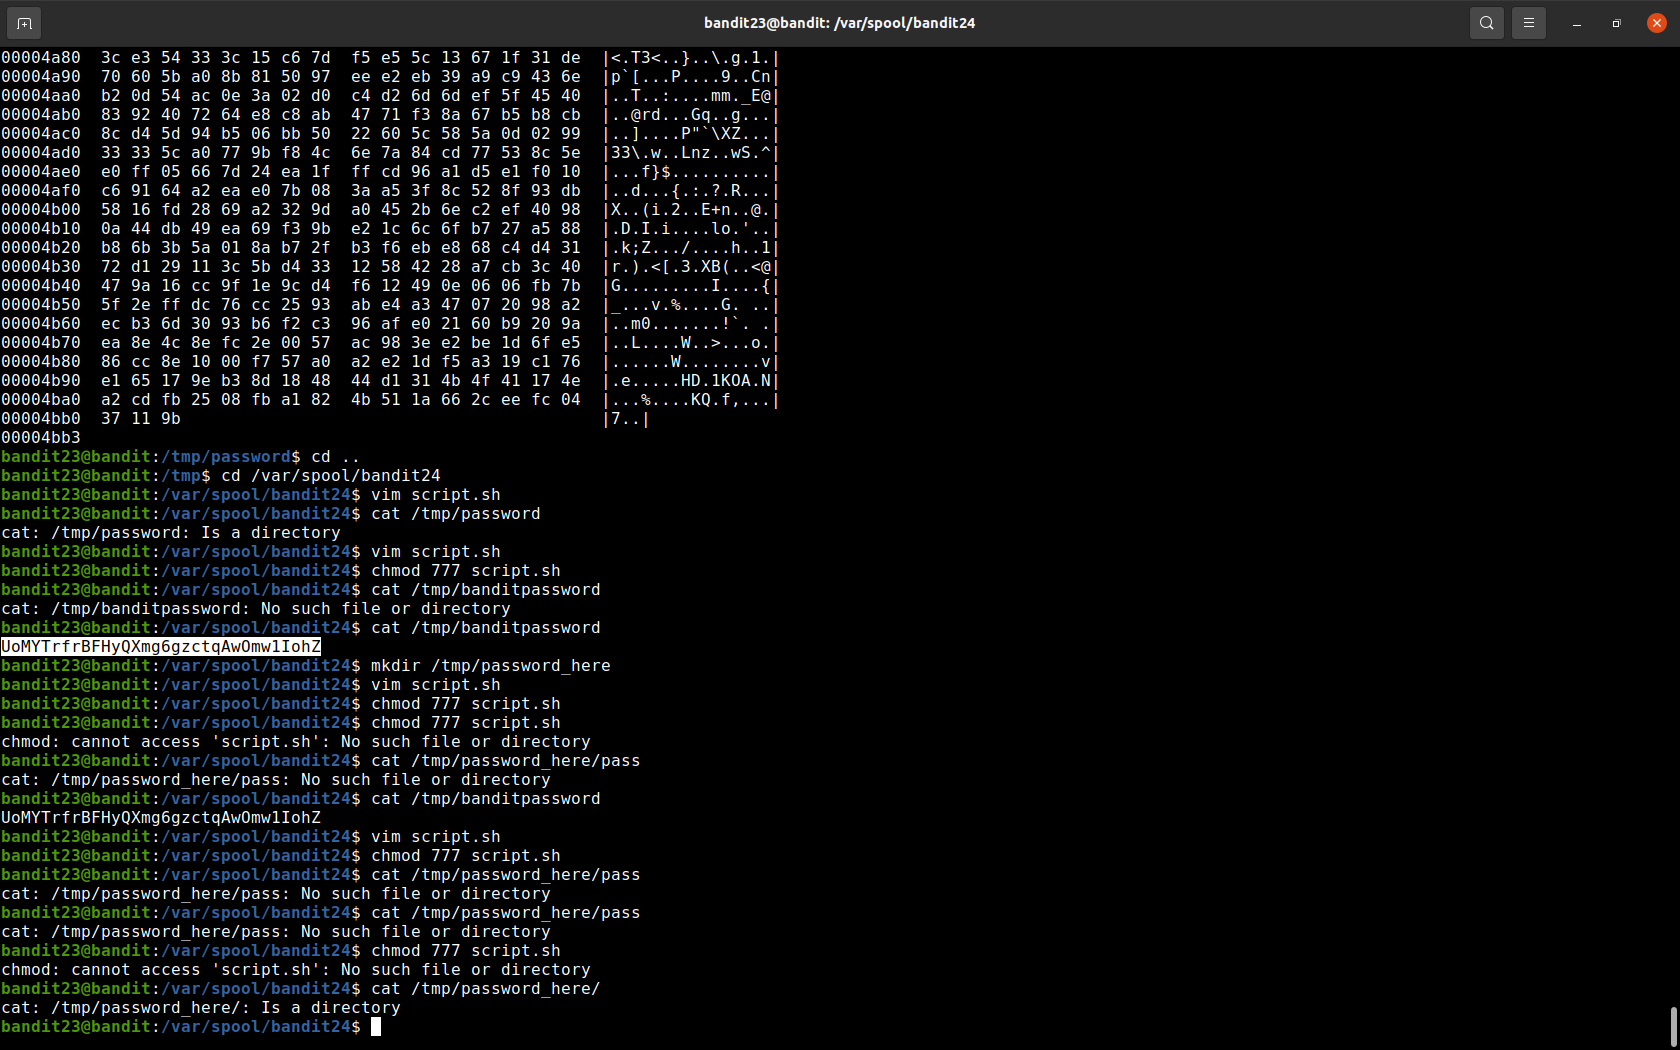 bandit23@bandit: /var/spool/bandit24
00004a80  3c e3 54 33 3c 15 c6 7d  f5 e5 5c 13 67 1f 31 de  |<.T3<..}..\.g.1.|
00004a90  70 60 5b a0 8b 81 50 97  ee e2 eb 39 a9 c9 43 6e  |p`[...P....9..Cn|
00004aa0  b2 0d 54 ac 0e 3a 02 d0  c4 d2 6d 6d ef 5f 45 40  |..T..:....mm._E@|
00004ab0  83 92 40 72 64 e8 c8 ab  47 71 f3 8a 67 b5 b8 cb  |..@rd...Gq..g...|
00004ac0  8c d4 5d 94 b5 06 bb 50  22 60 5c 58 5a 0d 02 99  |..]....P"`\XZ...|
00004ad0  33 33 5c a0 77 9b f8 4c  6e 7a 84 cd 77 53 8c 5e  |33\.w..Lnz..wS.^|
00004ae0  e0 ff 05 66 7d 24 ea 1f  ff cd 96 a1 d5 e1 f0 10  |...f}$..........|
00004af0  c6 91 64 a2 ea e0 7b 08  3a a5 3f 8c 52 8f 93 db  |..d...{.:.?.R...|
00004b00  58 16 fd 28 69 a2 32 9d  a0 45 2b 6e c2 ef 40 98  |X..(i.2..E+n..@.|
00004b10  0a 44 db 49 ea 69 f3 9b  e2 1c 6c 6f b7 27 a5 88  |.D.I.i....lo.'..|
00004b20  b8 6b 3b 5a 01 8a b7 2f  b3 f6 eb e8 68 c4 d4 31  |.k;Z.../....h..1|
00004b30  72 d1 29 11 3c 5b d4 33  12 58 42 28 a7 cb 3c 40  |r.).<[.3.XB(..<@|
00004b40  47 9a 16 cc 9f 1e 9c d4  f6 12 49 0e 06 06 fb 7b  |G.........I....{|
00004b50  5f 2e ff dc 76 cc 25 93  ab e4 a3 47 07 20 98 a2  |_...v.%....G. ..|
00004b60  ec b3 6d 30 93 b6 f2 c3  96 af e0 21 60 b9 20 9a  |..m0.......!`. .|
00004b70  ea 8e 4c 8e fc 2e 00 57  ac 98 3e e2 be 1d 6f e5  |..L....W..>...o.|
00004b80  86 cc 8e 10 00 f7 57 a0  a2 e2 1d f5 a3 19 c1 76  |......W........v|
00004b90  e1 65 17 9e b3 8d 18 48  44 d1 31 4b 4f 41 17 4e  |.e.....HD.1KOA.N|
00004ba0  a2 cd fb 25 08 fb a1 82  4b 51 1a 66 2c ee fc 04  |...%....KQ.f,...|
00004bb0  37 11 9b                                          |7..|
00004bb3
bandit23@bandit:/tmp/password$ cd ..
bandit23@bandit:/tmp$ cd /var/spool/bandit24
bandit23@bandit:/var/spool/bandit24$ vim script.sh
bandit23@bandit:/var/spool/bandit24$ cat /tmp/password
cat: /tmp/password: Is a directory
bandit23@bandit:/var/spool/bandit24$ vim script.sh
bandit23@bandit:/var/spool/bandit24$ chmod 777 script.sh
bandit23@bandit:/var/spool/bandit24$ cat /tmp/banditpassword
cat: /tmp/banditpassword: No such file or directory
bandit23@bandit:/var/spool/bandit24$ cat /tmp/banditpassword
UoMYTrfrBFHyQXmg6gzctqAwOmw1IohZ
bandit23@bandit:/var/spool/bandit24$ mkdir /tmp/password_here
bandit23@bandit:/var/spool/bandit24$ vim script.sh
bandit23@bandit:/var/spool/bandit24$ chmod 777 script.sh
bandit23@bandit:/var/spool/bandit24$ chmod 777 script.sh
chmod: cannot access 'script.sh': No such file or directory
bandit23@bandit:/var/spool/bandit24$ cat /tmp/password_here/pass
cat: /tmp/password_here/pass: No such file or directory
bandit23@bandit:/var/spool/bandit24$ cat /tmp/banditpassword
UoMYTrfrBFHyQXmg6gzctqAwOmw1IohZ
bandit23@bandit:/var/spool/bandit24$ vim script.sh
bandit23@bandit:/var/spool/bandit24$ chmod 777 script.sh
bandit23@bandit:/var/spool/bandit24$ cat /tmp/password_here/pass
cat: /tmp/password_here/pass: No such file or directory
bandit23@bandit:/var/spool/bandit24$ cat /tmp/password_here/pass
cat: /tmp/password_here/pass: No such file or directory
bandit23@bandit:/var/spool/bandit24$ chmod 777 script.sh
chmod: cannot access 'script.sh': No such file or directory
bandit23@bandit:/var/spool/bandit24$ cat /tmp/password_here/
cat: /tmp/password_here/: Is a directory
bandit23@bandit:/var/spool/bandit24$